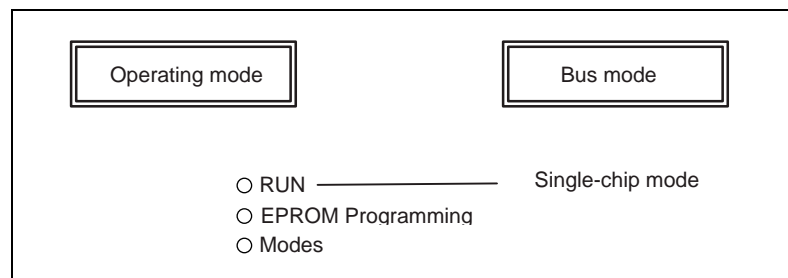 Operating mode
Bus mode
RUN
Single-chip mode
EPROM Programming
Modes